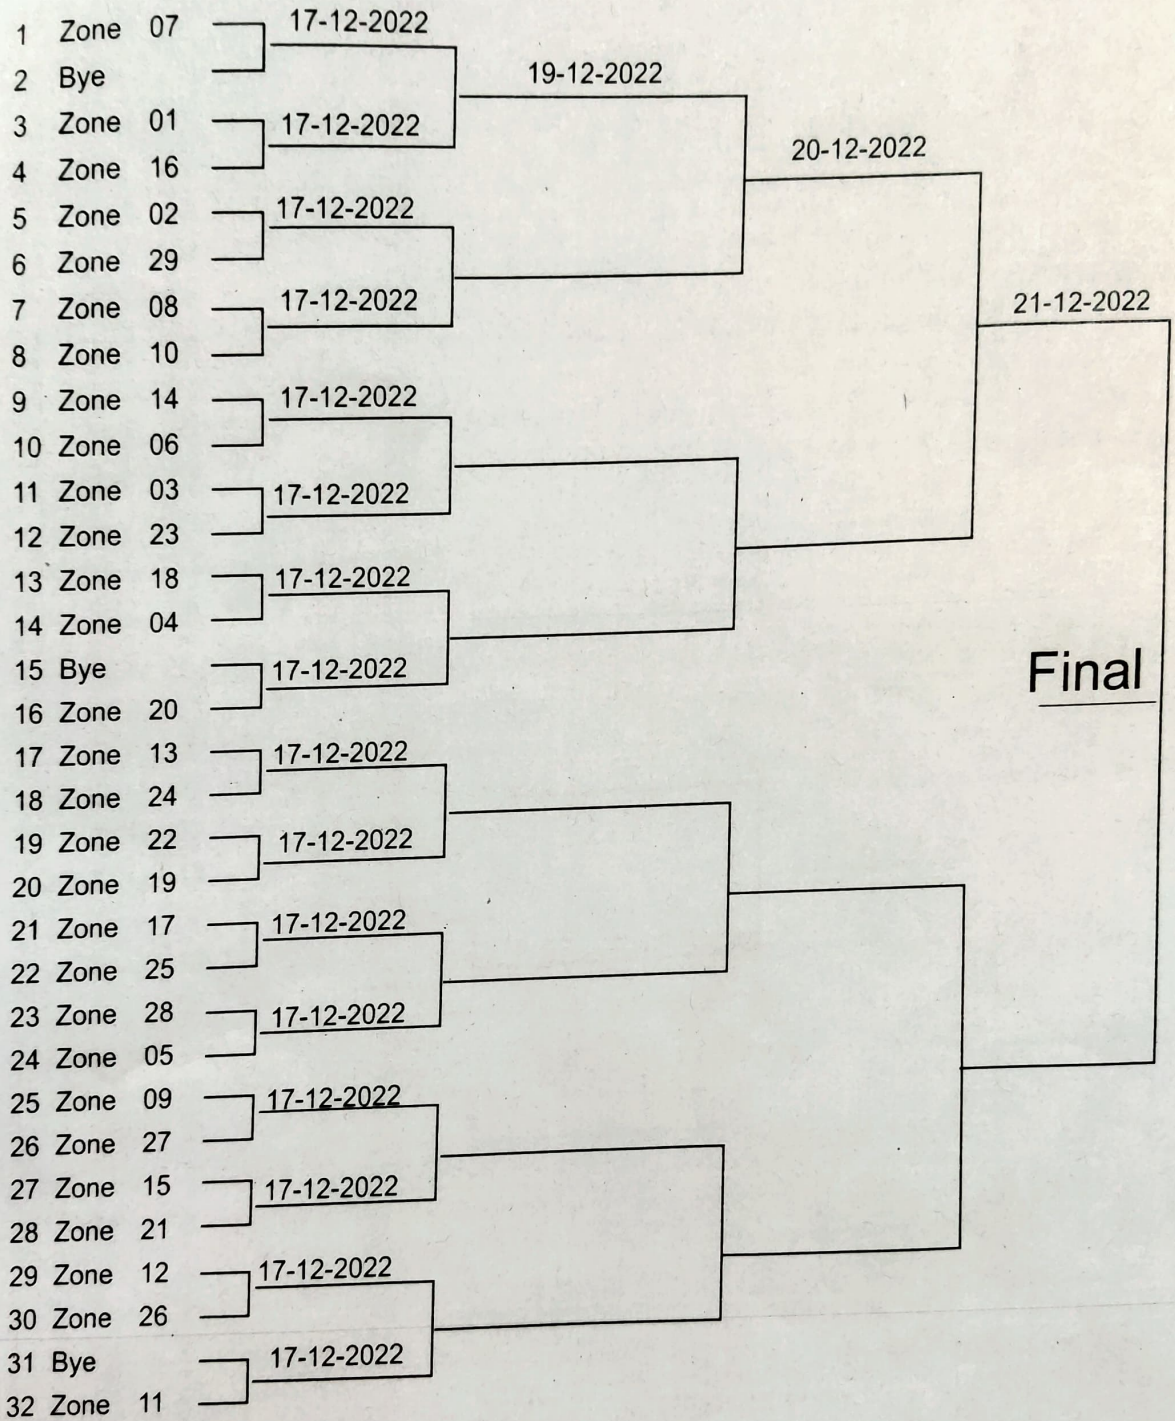 1 Zone 07
17-12-2022
2 Bye
19-12-2022
3 Zone 01
17-12-2022
4 Zone 16
20-12-2022
5 Zone 02
17-12-2022
6 Zone 29
7 Zone 08
17-12-2022
21-12-2022
8 Zone 10
9 Zone 14
17-12-2022
10 Zone 06
11 Zone 03
17-12-2022
12 Zone 23
13 Zone 18
17-12-2022
14 Zone 04
15 Bye
17-12-2022
Final
16 Zone 20
17 Zone 13
17-12-2022
18 Zone 24
19 Zone 22
17-12-2022
20 Zone 19
21 Zone 17
17-12-2022
22 Zone 25
23 Zone 28
17-12-2022
24 Zone 05
25 Zone 09
17-12-2022
26 Zone 27
27 Zone 15
17-12-2022
28 Zone 21
29 Zone 12
17-12-2022
30 Zone 26
31 Bye
17-12-2022
32 Zone 11